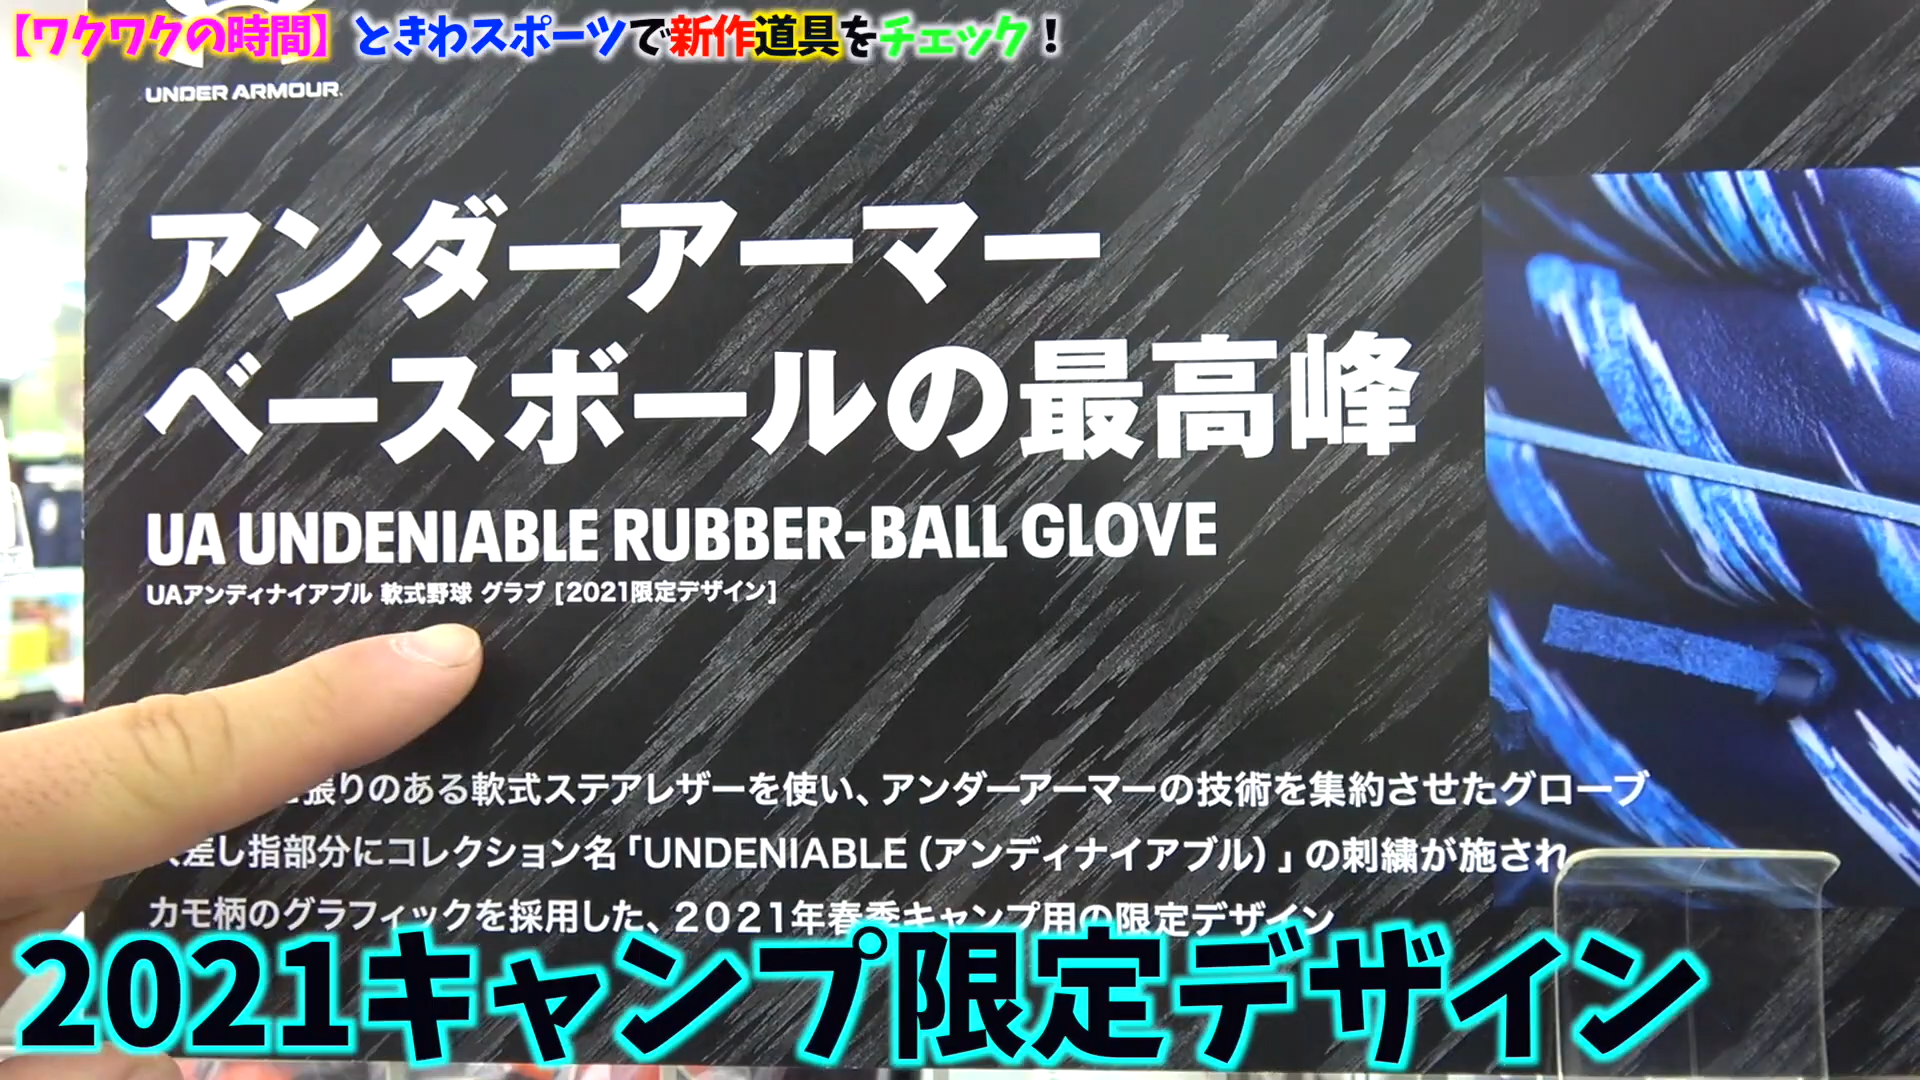 【ワクワクの時間】ときわスポーツで新作道具をチェック！
UNDER ARMOUR
アンダーアーマー
ベースボールの最高峰
UA UNDENIABLE RUBBER-BALL GLOVE
UAアンディナイアブル 軟式野球 グラブ [2021限定デザイン]
張りのある軟式ステアレザーを使い、アンダーアーマーの技術を集約させたグローブ
差し指部分にコレクション名「UNDENIABLE（アンディナイアブル）」の刺繍が施され
カモ柄のグラフィックを採用した、2021年春季キャンプ用の限定デザイン
2021キャンプ限定デザイン